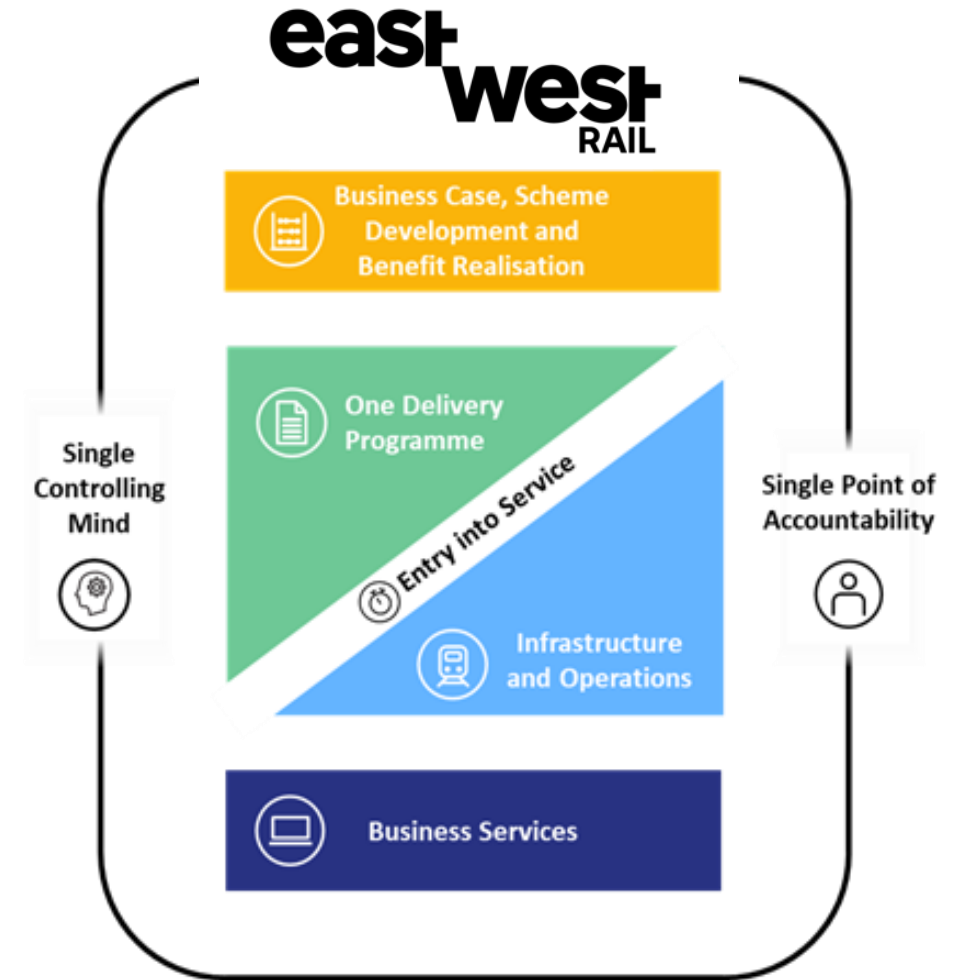 east
west
RAIL
Business Case, Scheme
Development and
Benefit Realisation
One Delivery
Programme
Entry into Service
Single
Controlling
Mind
Single Point of
Accountability
Infrastructure
and Operations
Business Services